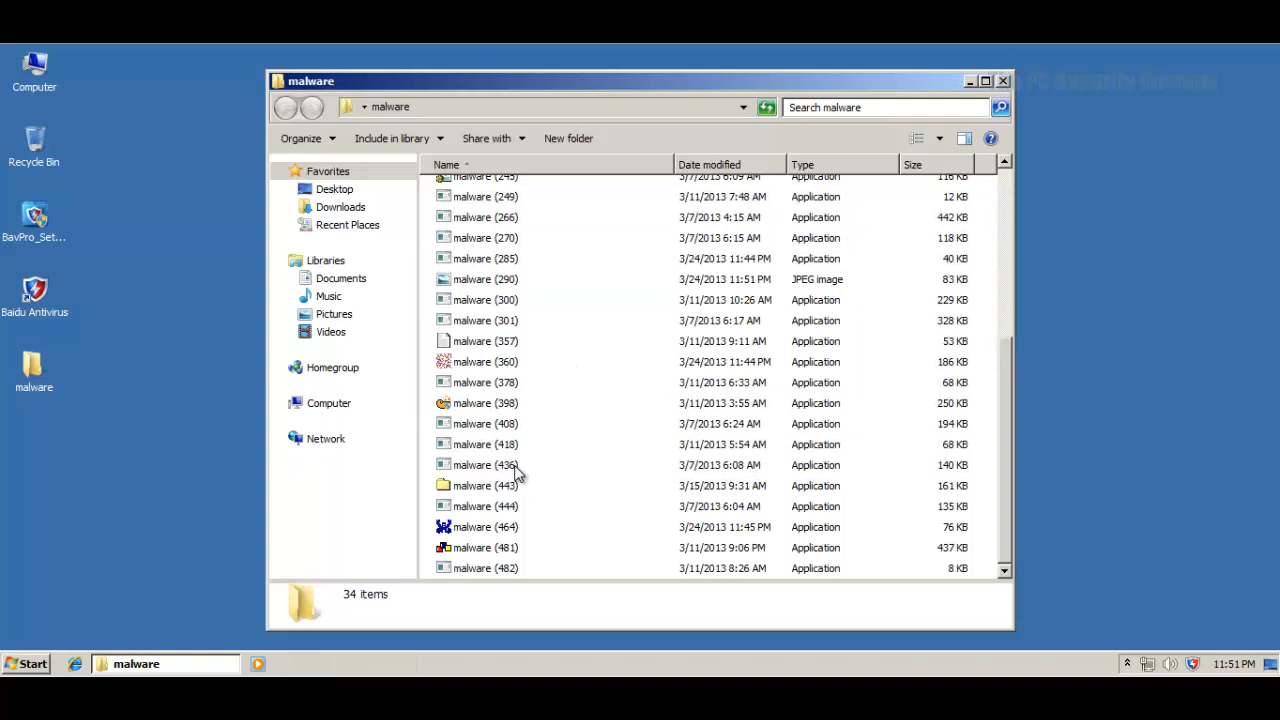 PC Security Channel
Computer
Recycle Bin
BavPro_Set...
Baidu Antivirus
malware
malware
malware
Search malware
Organize Include in library Share with New folder
Name Date modified Type Size
Favorites
Desktop
Downloads
Recent Places
Libraries
Documents
Music
Pictures
Videos
Homegroup
Computer
Network
malware (245) 3/7/2013 6:09 AM Application 116 KB
malware (249) 3/11/2013 7:48 AM Application 12 KB
malware (266) 3/7/2013 4:15 AM Application 442 KB
malware (270) 3/7/2013 6:15 AM Application 118 KB
malware (285) 3/24/2013 11:44 PM Application 40 KB
malware (290) 3/24/2013 11:51 PM JPEG image 83 KB
malware (300) 3/11/2013 10:26 AM Application 229 KB
malware (301) 3/7/2013 6:17 AM Application 328 KB
malware (357) 3/11/2013 9:11 AM Application 53 KB
malware (360) 3/24/2013 11:44 PM Application 186 KB
malware (378) 3/11/2013 6:33 AM Application 68 KB
malware (398) 3/11/2013 3:55 AM Application 250 KB
malware (408) 3/7/2013 6:24 AM Application 194 KB
malware (418) 3/11/2013 5:54 AM Application 68 KB
malware (436) 3/7/2013 6:08 AM Application 140 KB
malware (443) 3/15/2013 9:31 AM Application 161 KB
malware (444) 3/7/2013 6:04 AM Application 135 KB
malware (464) 3/24/2013 11:45 PM Application 76 KB
malware (481) 3/11/2013 9:06 PM Application 437 KB
malware (482) 3/11/2013 8:26 AM Application 8 KB
34 items
Start malware 11:51 PM